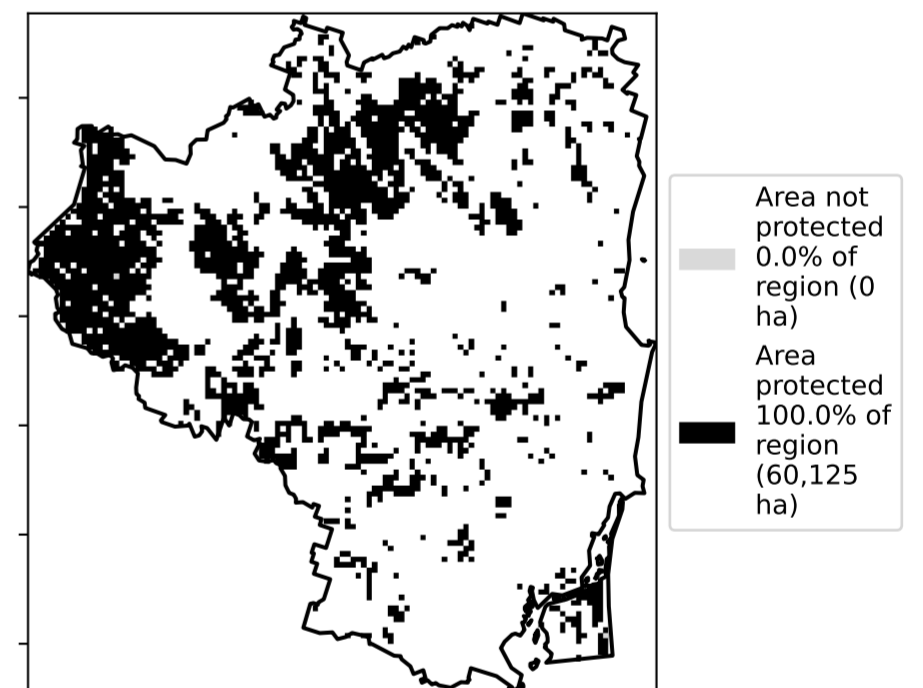 Area not
protected
0.0% of
region (0
ha)
Area
protected
100.0% of
region
(60,125
ha)